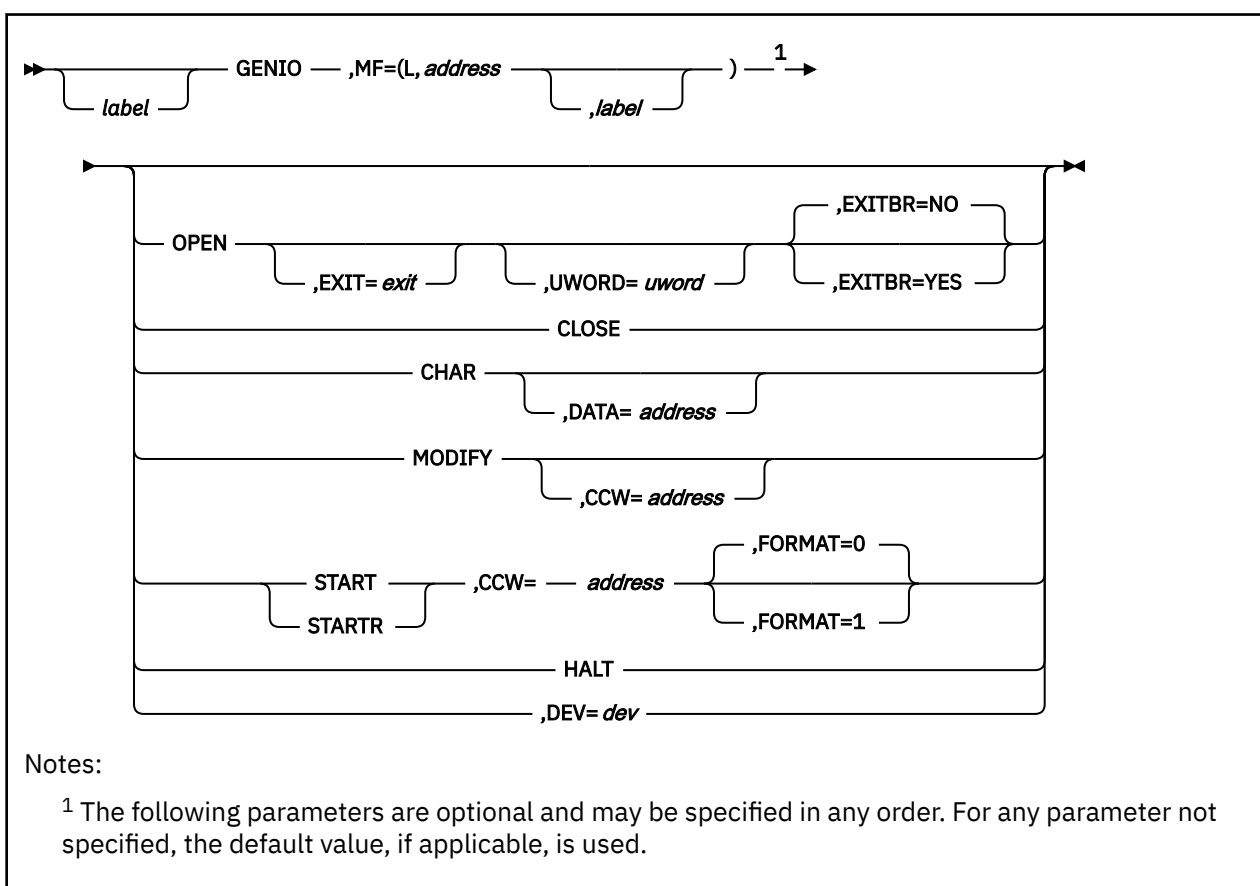 GENIO ,MF=(L, address ) 1
label ,label
,EXITBR=NO
OPEN
,EXIT= exit ,UWORD= uword ,EXITBR=YES
CLOSE
CHAR
,DATA= address
MODIFY
,CCW= address
,FORMAT=0
START ,CCW= address
STARTR ,FORMAT=1
HALT
,DEV= dev
Notes:
1 The following parameters are optional and may be specified in any order. For any parameter not
specified, the default value, if applicable, is used.